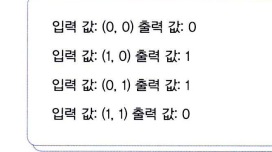 입력 값: (0, 0) 출력 값: 0
입력 값: (1, 0) 출력 값: 1
입력 값: (0, 1) 출력 값: 1
입력 값: (1, 1) 출력 값: 0